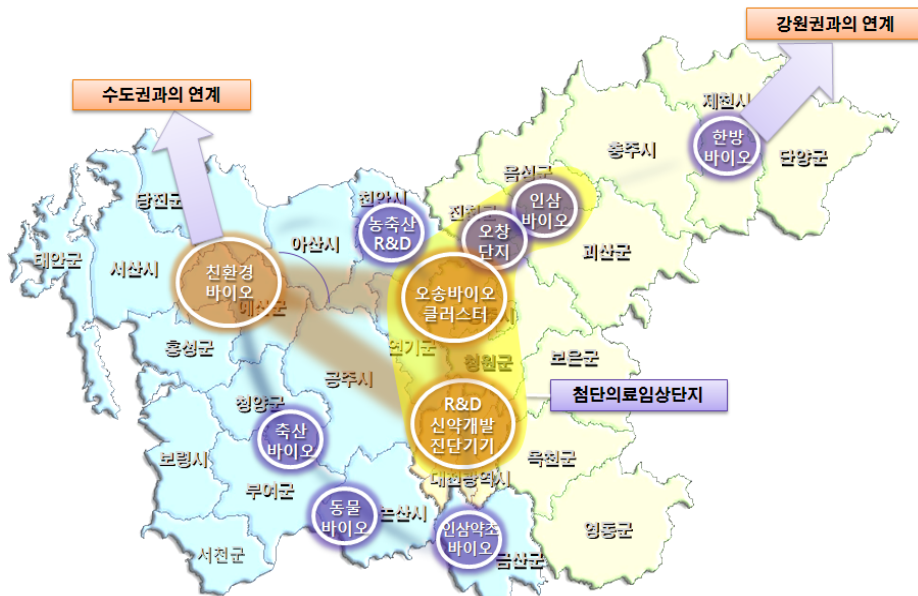 강원권과의 연계
수도권과의 연계
제천시
한방
바이오
충주시
단양군
음성군
당진군
천안시
진천군
인삼
바이오
농축산
R&D
오창
단지
아산시
태안군
서산시
괴산군
친환경
바이오
예산군
오송바이오
클러스터
홍성군
연기군
청원군
보은군
공주시
첨단의료임상단지
청양군
R&D
신약개발
진단기기
축산
바이오
보령시
옥천군
대전광역시
부여군
동물
바이오
논산시
인삼약초
바이오
영동군
서천군
금산군